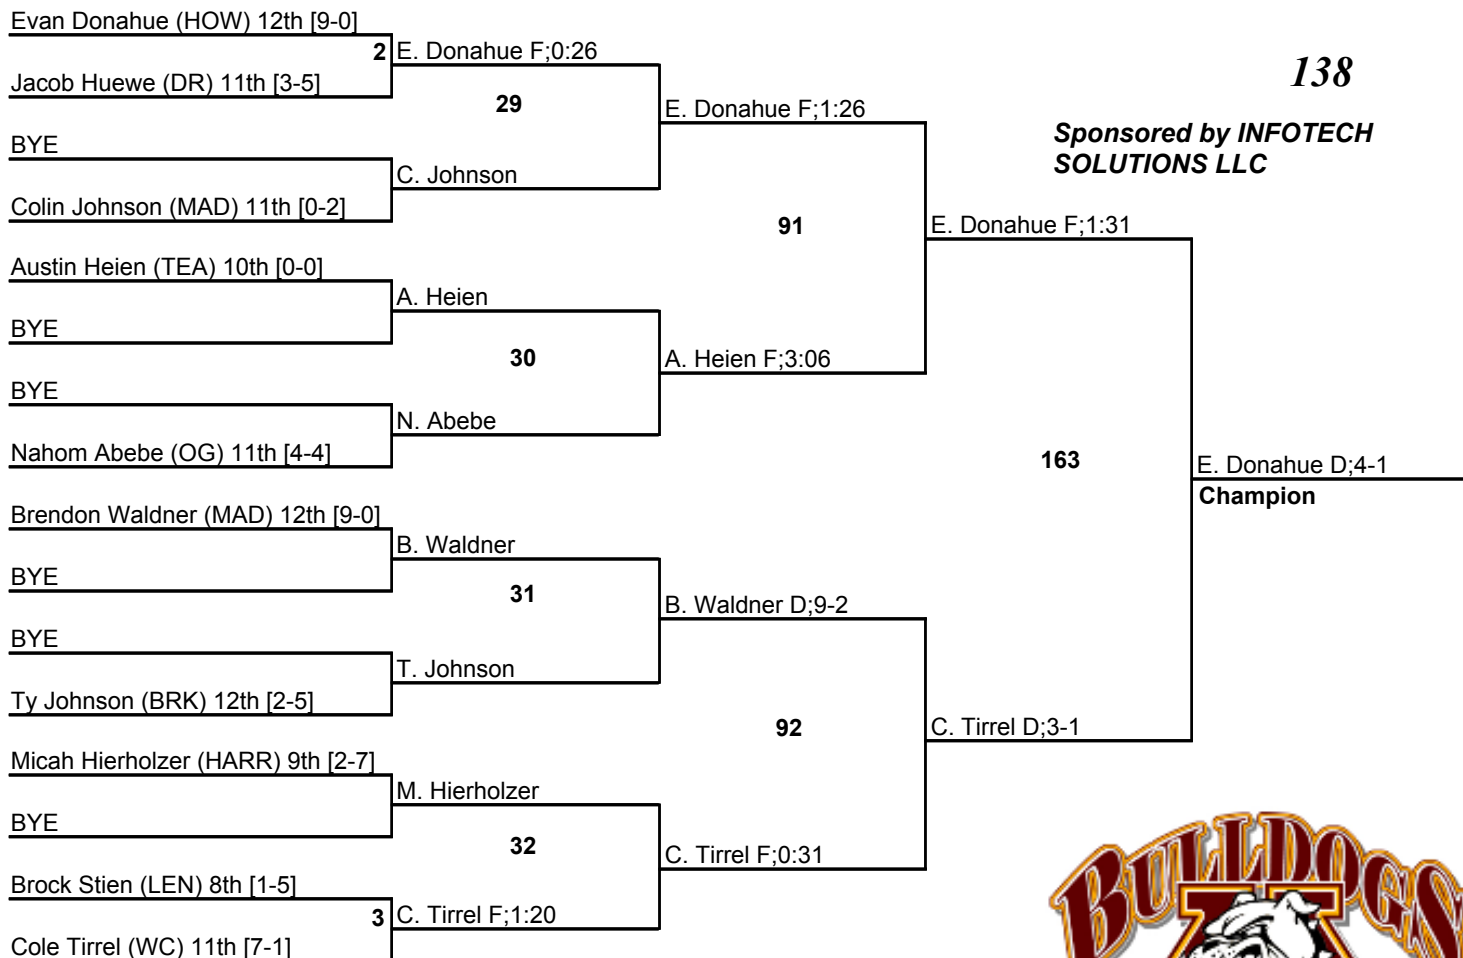 Evan Donahue (HOW) 12th [9-0]
2 E. Donahue F;0:26
138
Jacob Huewe (DR) 11th [3-5]
29
E. Donahue F;1:26
Sponsored by INFOTECH
SOLUTIONS LLC
BYE
C. Johnson
Colin Johnson (MAD) 11th [0-2]
91
E. Donahue F;1:31
Austin Heien (TEA) 10th [0-0]
A. Heien
BYE
30
A. Heien F;3:06
BYE
N. Abebe
Nahom Abebe (OG) 11th [4-4]
163
E. Donahue D;4-1
Champion
Brendon Waldner (MAD) 12th [9-0]
B. Waldner
BYE
31
B. Waldner D;9-2
BYE
T. Johnson
Ty Johnson (BRK) 12th [2-5]
92
C. Tirrel D;3-1
Micah Hierholzer (HARR) 9th [2-7]
M. Hierholzer
BYE
32
C. Tirrel F;0:31
Brock Stien (LEN) 8th [1-5]
3 C. Tirrel F;1:20
Cole Tirrel (WC) 11th [7-1]
BULLDOGS